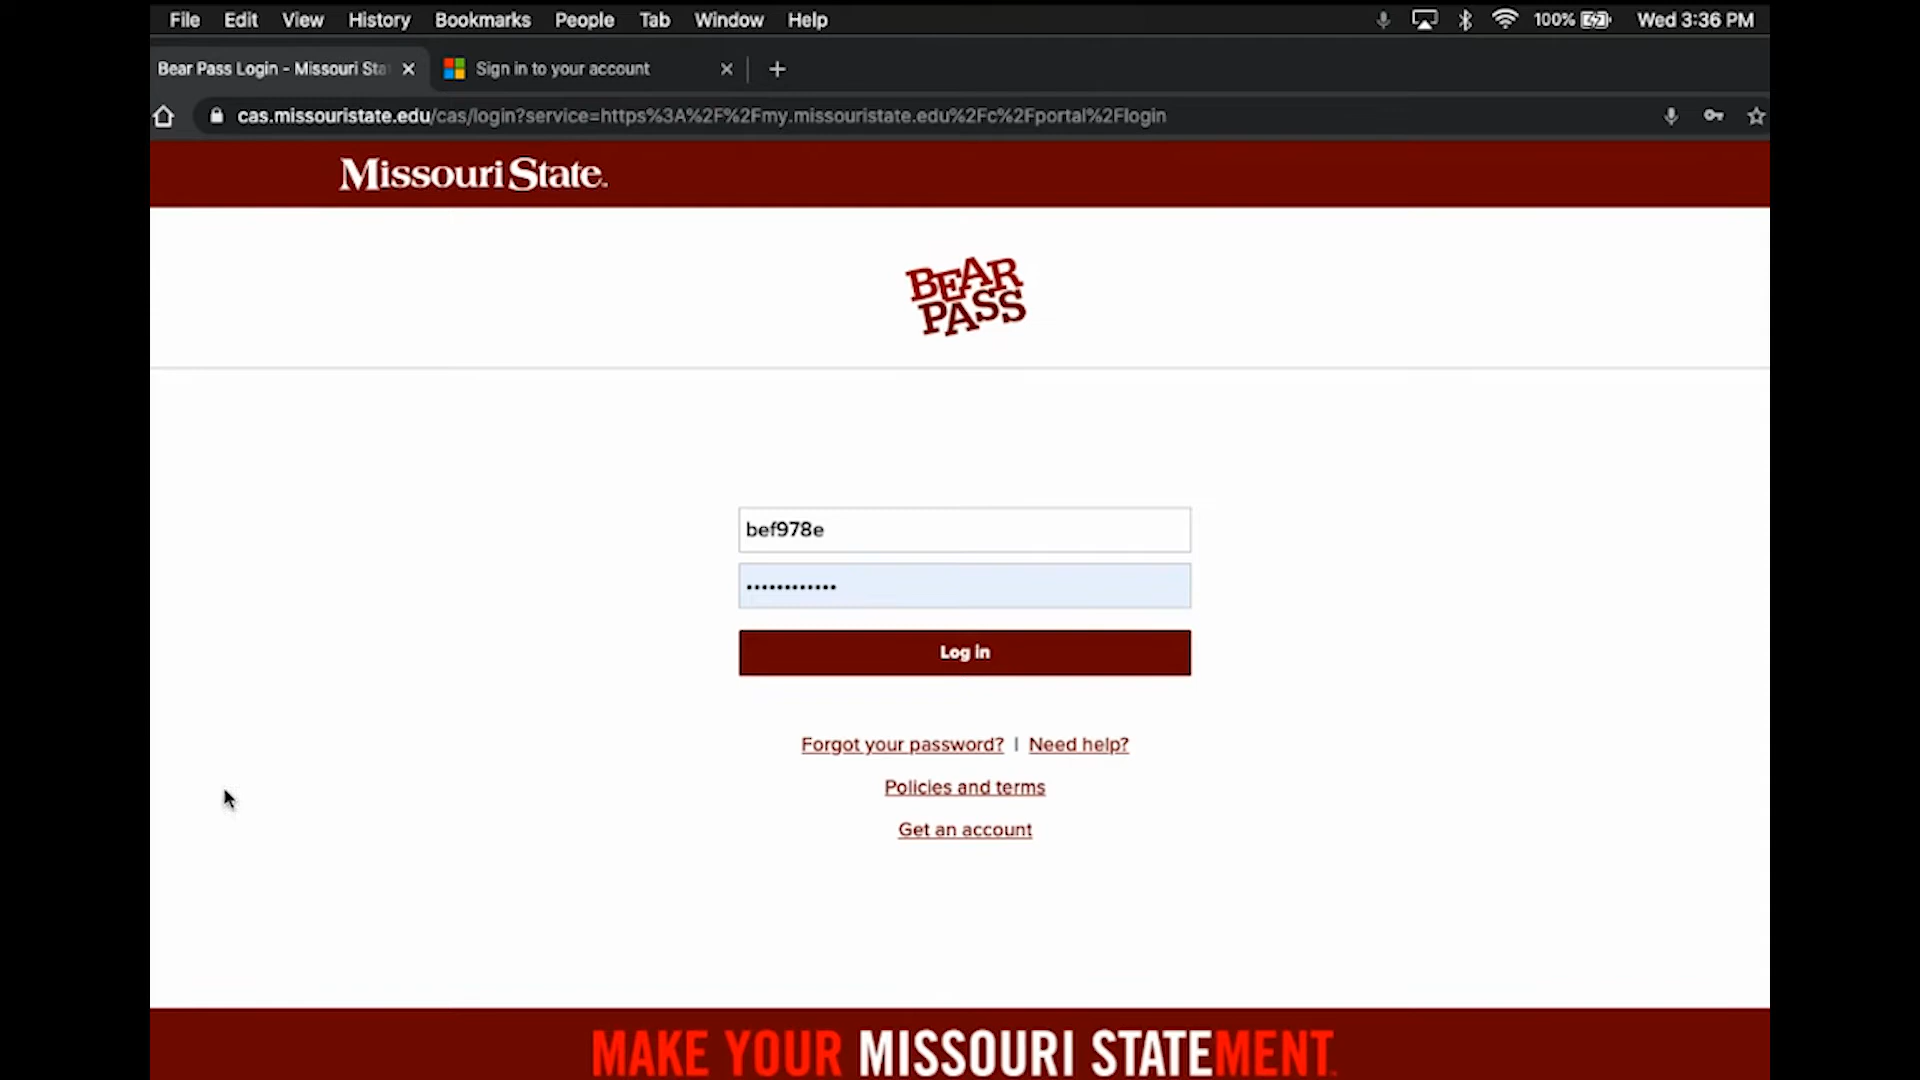 File Edit View History Bookmarks People Tab Window Help 100% Wed 3:36 PM
Bear Pass Login - Missouri Sta Sign in to your account
cas.missouristate.edu/cas/login?service=https%3A%2F%2Fmy.missouristate.edu%2Fc%2Fportal%2Flogin
Missouri State.
BEAR
PASS
bef978e
••••••••••••
Log in
Forgot your password? | Need help?
Policies and terms
Get an account
MAKE YOUR MISSOURI STATEMENT.